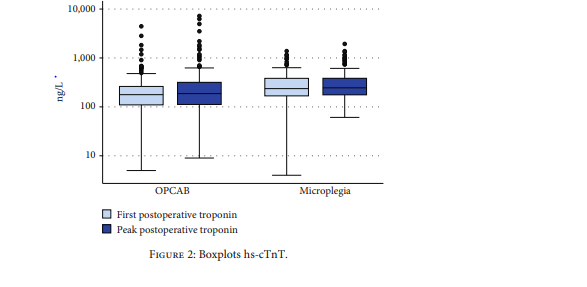 10,000
1,000
ng/L *
100
10
OPCAB Microplegia
First postoperative troponin
Peak postoperative troponin
FIGURE 2: Boxplots hs-cTnT.